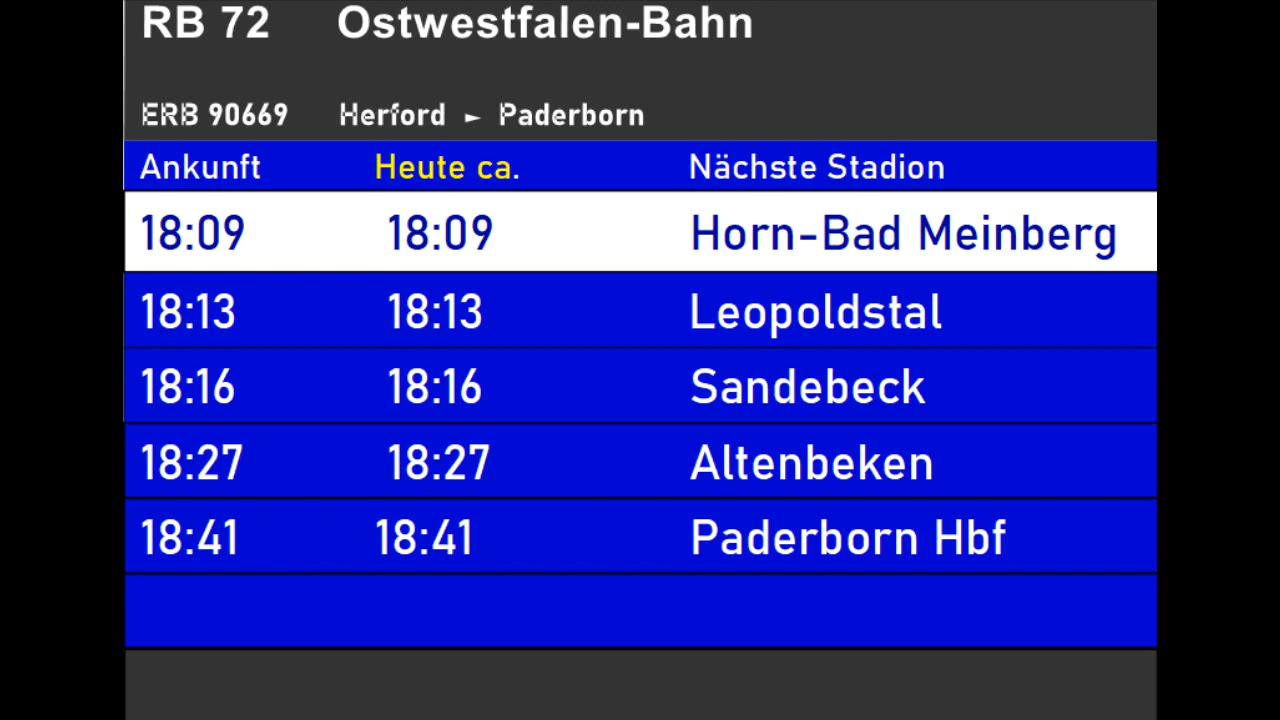 RB 72 Ostwestfalen-Bahn
ERB 90669 Herford ► Paderborn
Ankunft Heute ca. Nächste Stadion
18:09 18:09 Horn-Bad Meinberg
18:13 18:13 Leopoldstal
18:16 18:16 Sandebeck
18:27 18:27 Altenbeken
18:41 18:41 Paderborn Hbf